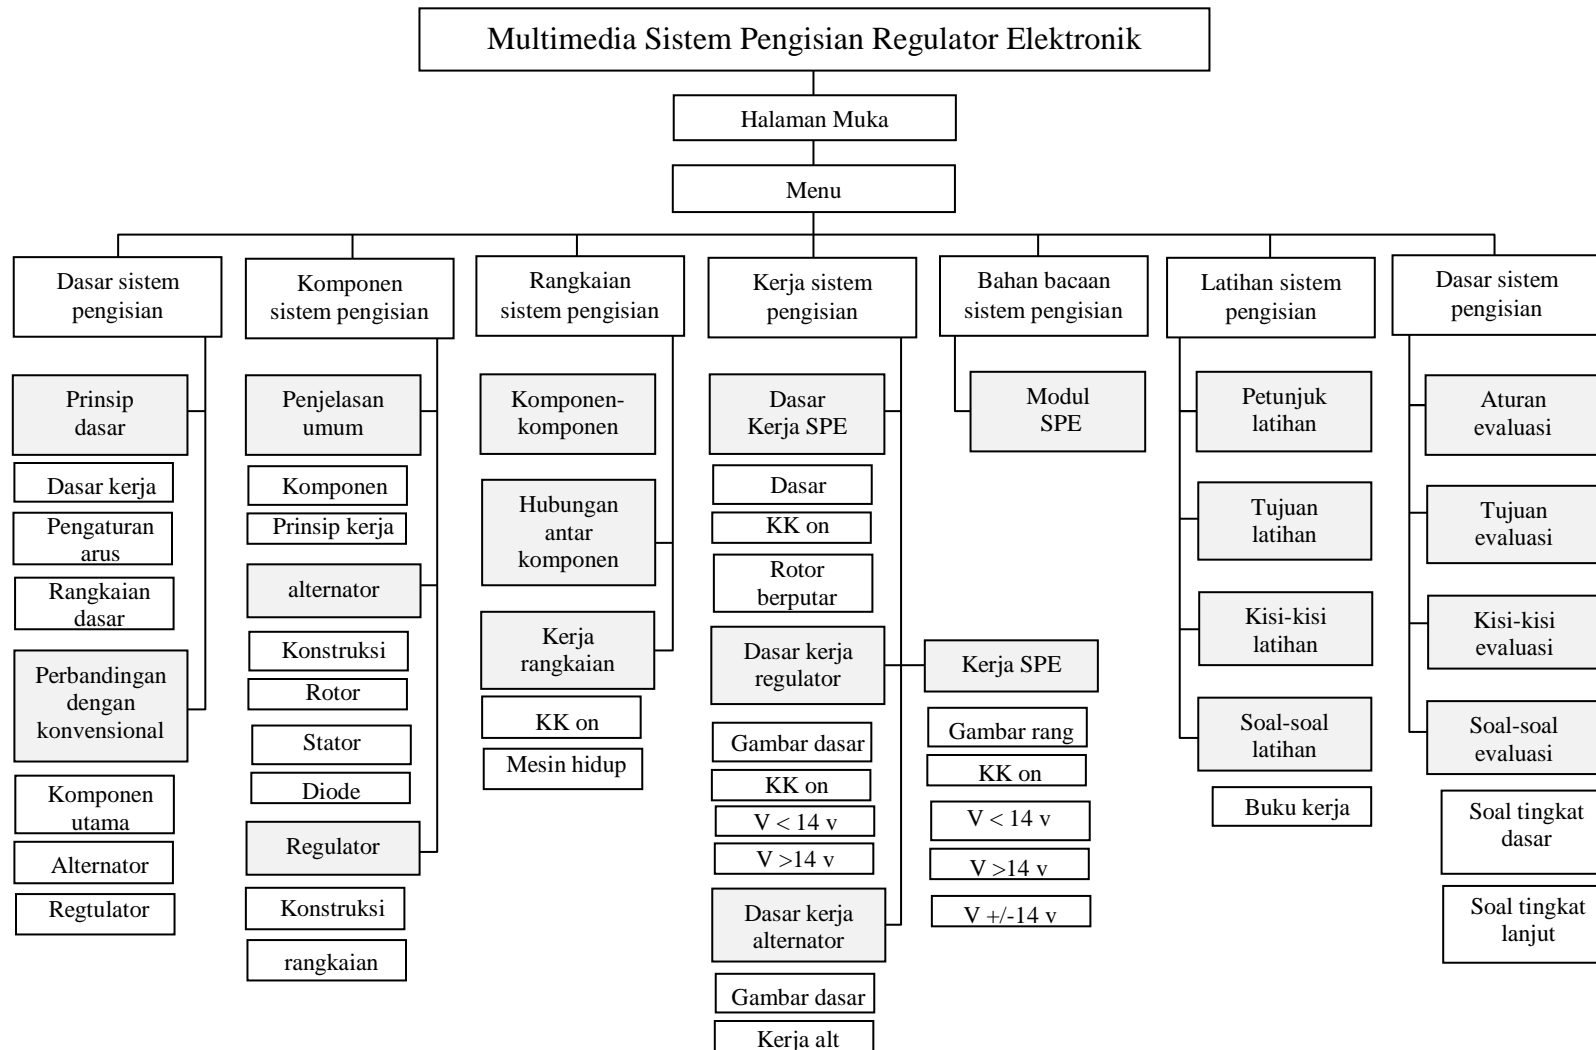 Multimedia Sistem Pengisian Regulator Elektronik
Halaman Muka
Menu
Dasar sistem
pengisian
Prinsip
dasar
Dasar kerja
Pengaturan
arus
Rangkaian
dasar
Perbandingan
dengan
konvensional
Komponen
utama
Alternator
Regtulator
Komponen
sistem pengisian
Penjelasan
umum
Komponen
Prinsip kerja
alternator
Konstruksi
Rotor
Stator
Diode
Regulator
Konstruksi
rangkaian
Rangkaian
sistem pengisian
Komponen-
komponen
Hubungan
antar
komponen
Kerja
rangkaian
KK on
Mesin hidup
Kerja sistem
pengisian
Dasar
Kerja SPE
Dasar
KK on
Rotor
berputar
Dasar kerja
regulator
Gambar dasar
KK on
V < 14 v
V >14 v
Dasar kerja
alternator
Gambar dasar
Kerja alt
Kerja SPE
Gambar rang
KK on
V < 14 v
V >14 v
V +/-14 v
Bahan bacaan
sistem pengisian
Modul
SPE
Latihan sistem
pengisian
Petunjuk
latihan
Tujuan
latihan
Kisi-kisi
latihan
Soal-soal
latihan
Buku kerja
Dasar sistem
pengisian
Aturan
evaluasi
Tujuan
evaluasi
Kisi-kisi
evaluasi
Soal-soal
evaluasi
Soal tingkat
dasar
Soal tingkat
lanjut